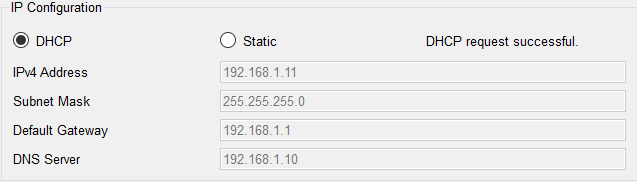 IP Configuration
DHCP Static DHCP request successful.
IPv4 Address 192.168.1.11
Subnet Mask 255.255.255.0
Default Gateway 192.168.1.1
DNS Server 192.168.1.10